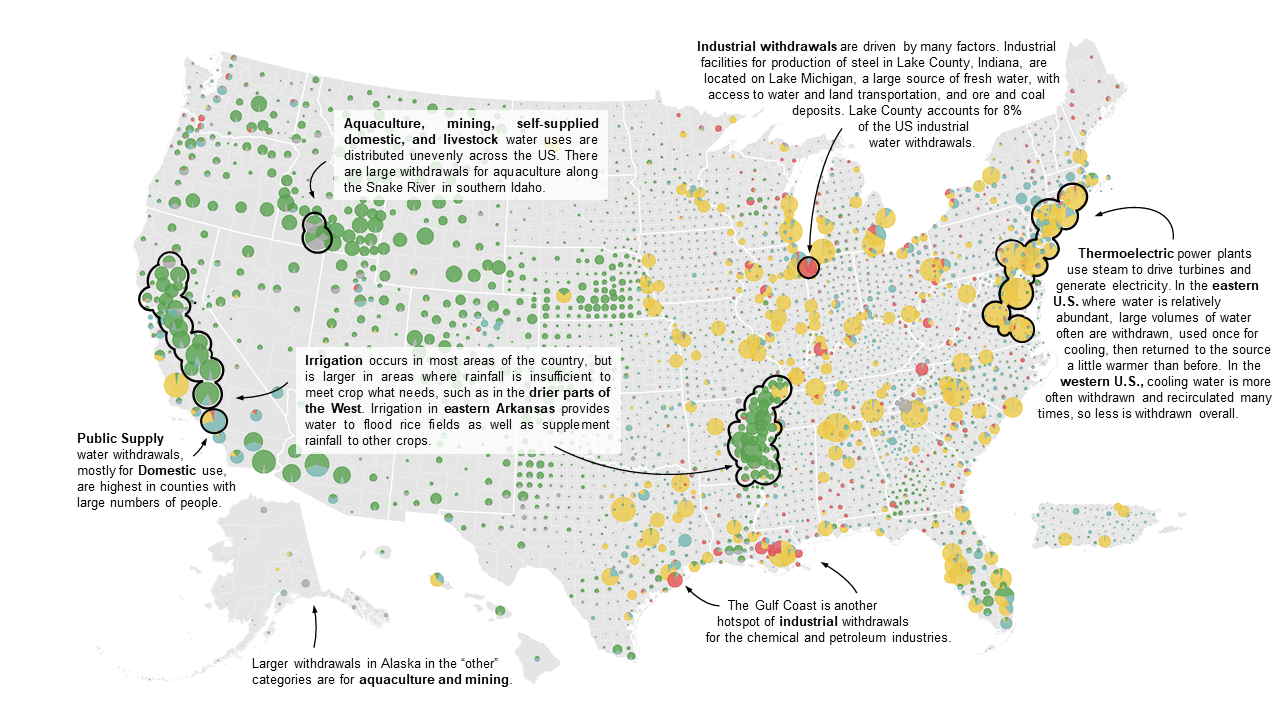 Industrial withdrawals are driven by many factors. Industrial
facilities for production of steel in Lake County, Indiana, are
located on Lake Michigan, a large source of fresh water, with
access to water and land transportation, and ore and coal
deposits. Lake County accounts for 8%
of the US industrial
water withdrawals.
Aquaculture, mining, self-supplied
domestic, and livestock water uses are
distributed unevenly across the US. There
are large withdrawals for aquaculture along
the Snake River in southern Idaho.
Thermoelectric power plants
use steam to drive turbines and
generate electricity. In the eastern
U.S. where water is relatively
abundant, large volumes of water
often are withdrawn, used once for
cooling, then returned to the source
a little warmer than before. In the
western U.S., cooling water is more
often withdrawn and recirculated many
times, so less is withdrawn overall.
Irrigation occurs in most areas of the country, but
is larger in areas where rainfall is insufficient to
meet crop what needs, such as in the drier parts of
the West. Irrigation in eastern Arkansas provides
water to flood rice fields as well as supplement
rainfall to other crops.
Public Supply
water withdrawals,
mostly for Domestic use,
are highest in counties with
large numbers of people.
The Gulf Coast is another
hotspot of industrial withdrawals
for the chemical and petroleum industries.
Larger withdrawals in Alaska in the “other”
categories are for aquaculture and mining.